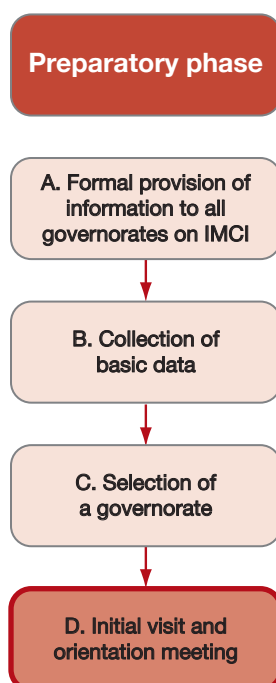 Preparatory phase
A. Formal provision of
information to all
governorates on IMCI
B. Collection of
basic data
C. Selection of
a governorate
D. Initial visit and
orientation meeting